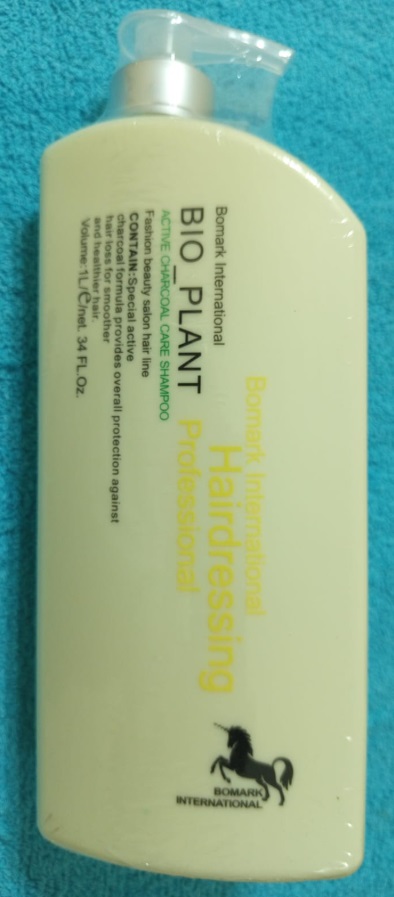 Bomark International
BIO_PLANT
ACTIVE CHARCOAL CARE SHAMPOO
Fashion beauty salon hair line
CONTAIN:Special active
charcoal formula provides overall protection against
hair loss for smoother
and healthier hair.
Volume:1L/℮/net. 34 FL.Oz.
Bomark International
Hairdressing
Professional
BOMARK
INTERNATIONAL